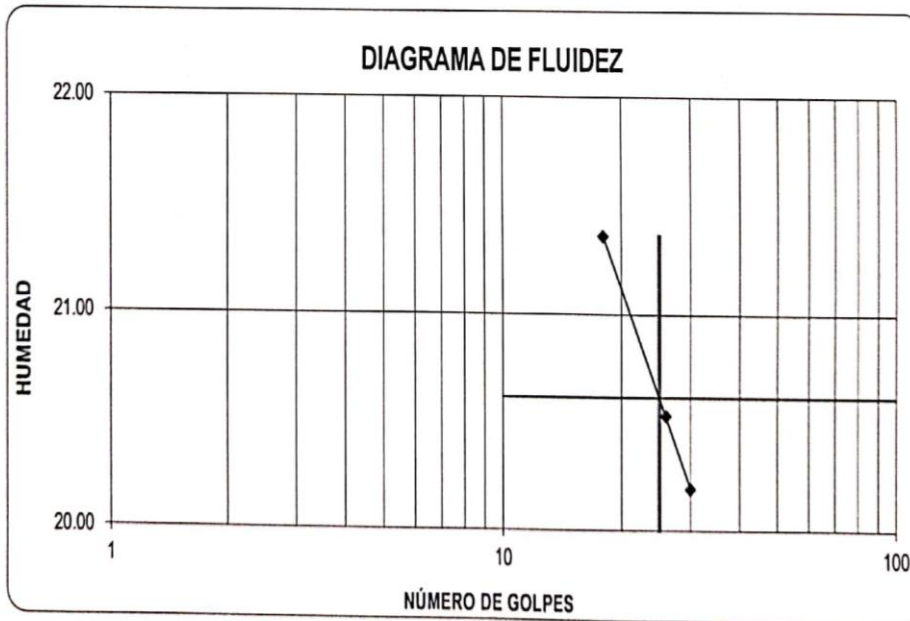 DIAGRAMA DE FLUIDEZ
22.00
21.00
20.00
HUMEDAD
1
10
100
NÚMERO DE GOLPES